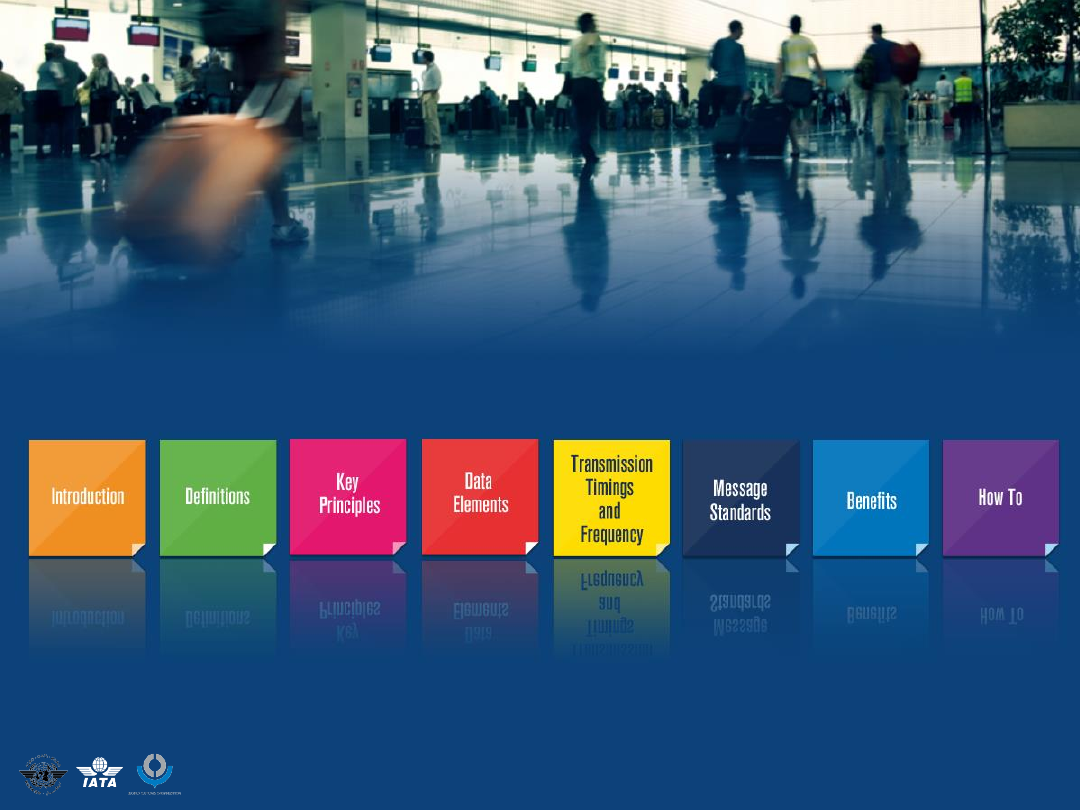 Introduction
Definitions
Key
Principles
Data
Elements
Transmission
Timings
and
Frequency
Message
Standards
Benefits
How To
IATA